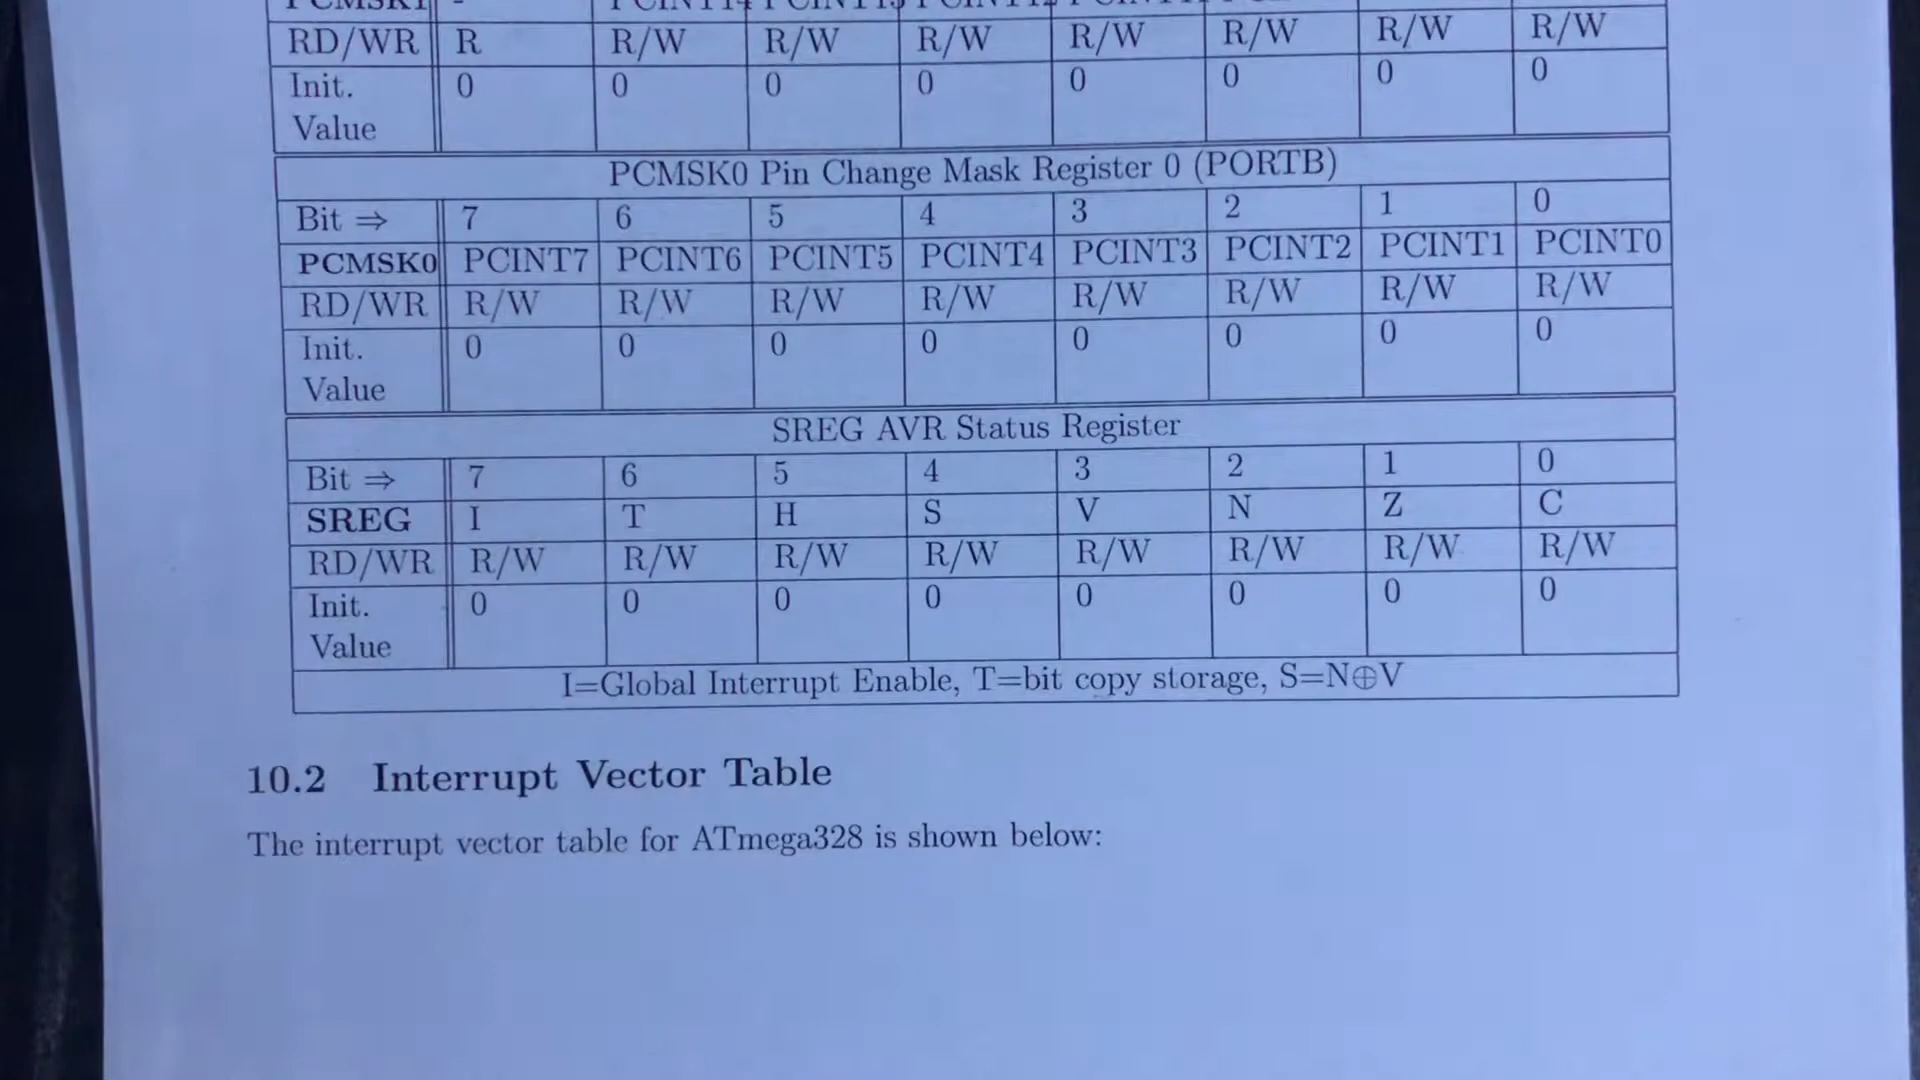 PCMSK1 -
RD/WR R R/W R/W R/W R/W R/W R/W R/W
Init. 0 0 0 0 0 0 0 0
Value
PCMSK0 Pin Change Mask Register 0 (PORTB)
Bit ⇒ 7 6 5 4 3 2 1 0
PCMSK0 PCINT7 PCINT6 PCINT5 PCINT4 PCINT3 PCINT2 PCINT1 PCINT0
RD/WR R/W R/W R/W R/W R/W R/W R/W R/W
Init. 0 0 0 0 0 0 0 0
Value
SREG AVR Status Register
Bit ⇒ 7 6 5 4 3 2 1 0
SREG I T H S V N Z C
RD/WR R/W R/W R/W R/W R/W R/W R/W R/W
Init. 0 0 0 0 0 0 0 0
Value
I=Global Interrupt Enable, T=bit copy storage, S=N⊕V
10.2 Interrupt Vector Table
The interrupt vector table for ATmega328 is shown below: